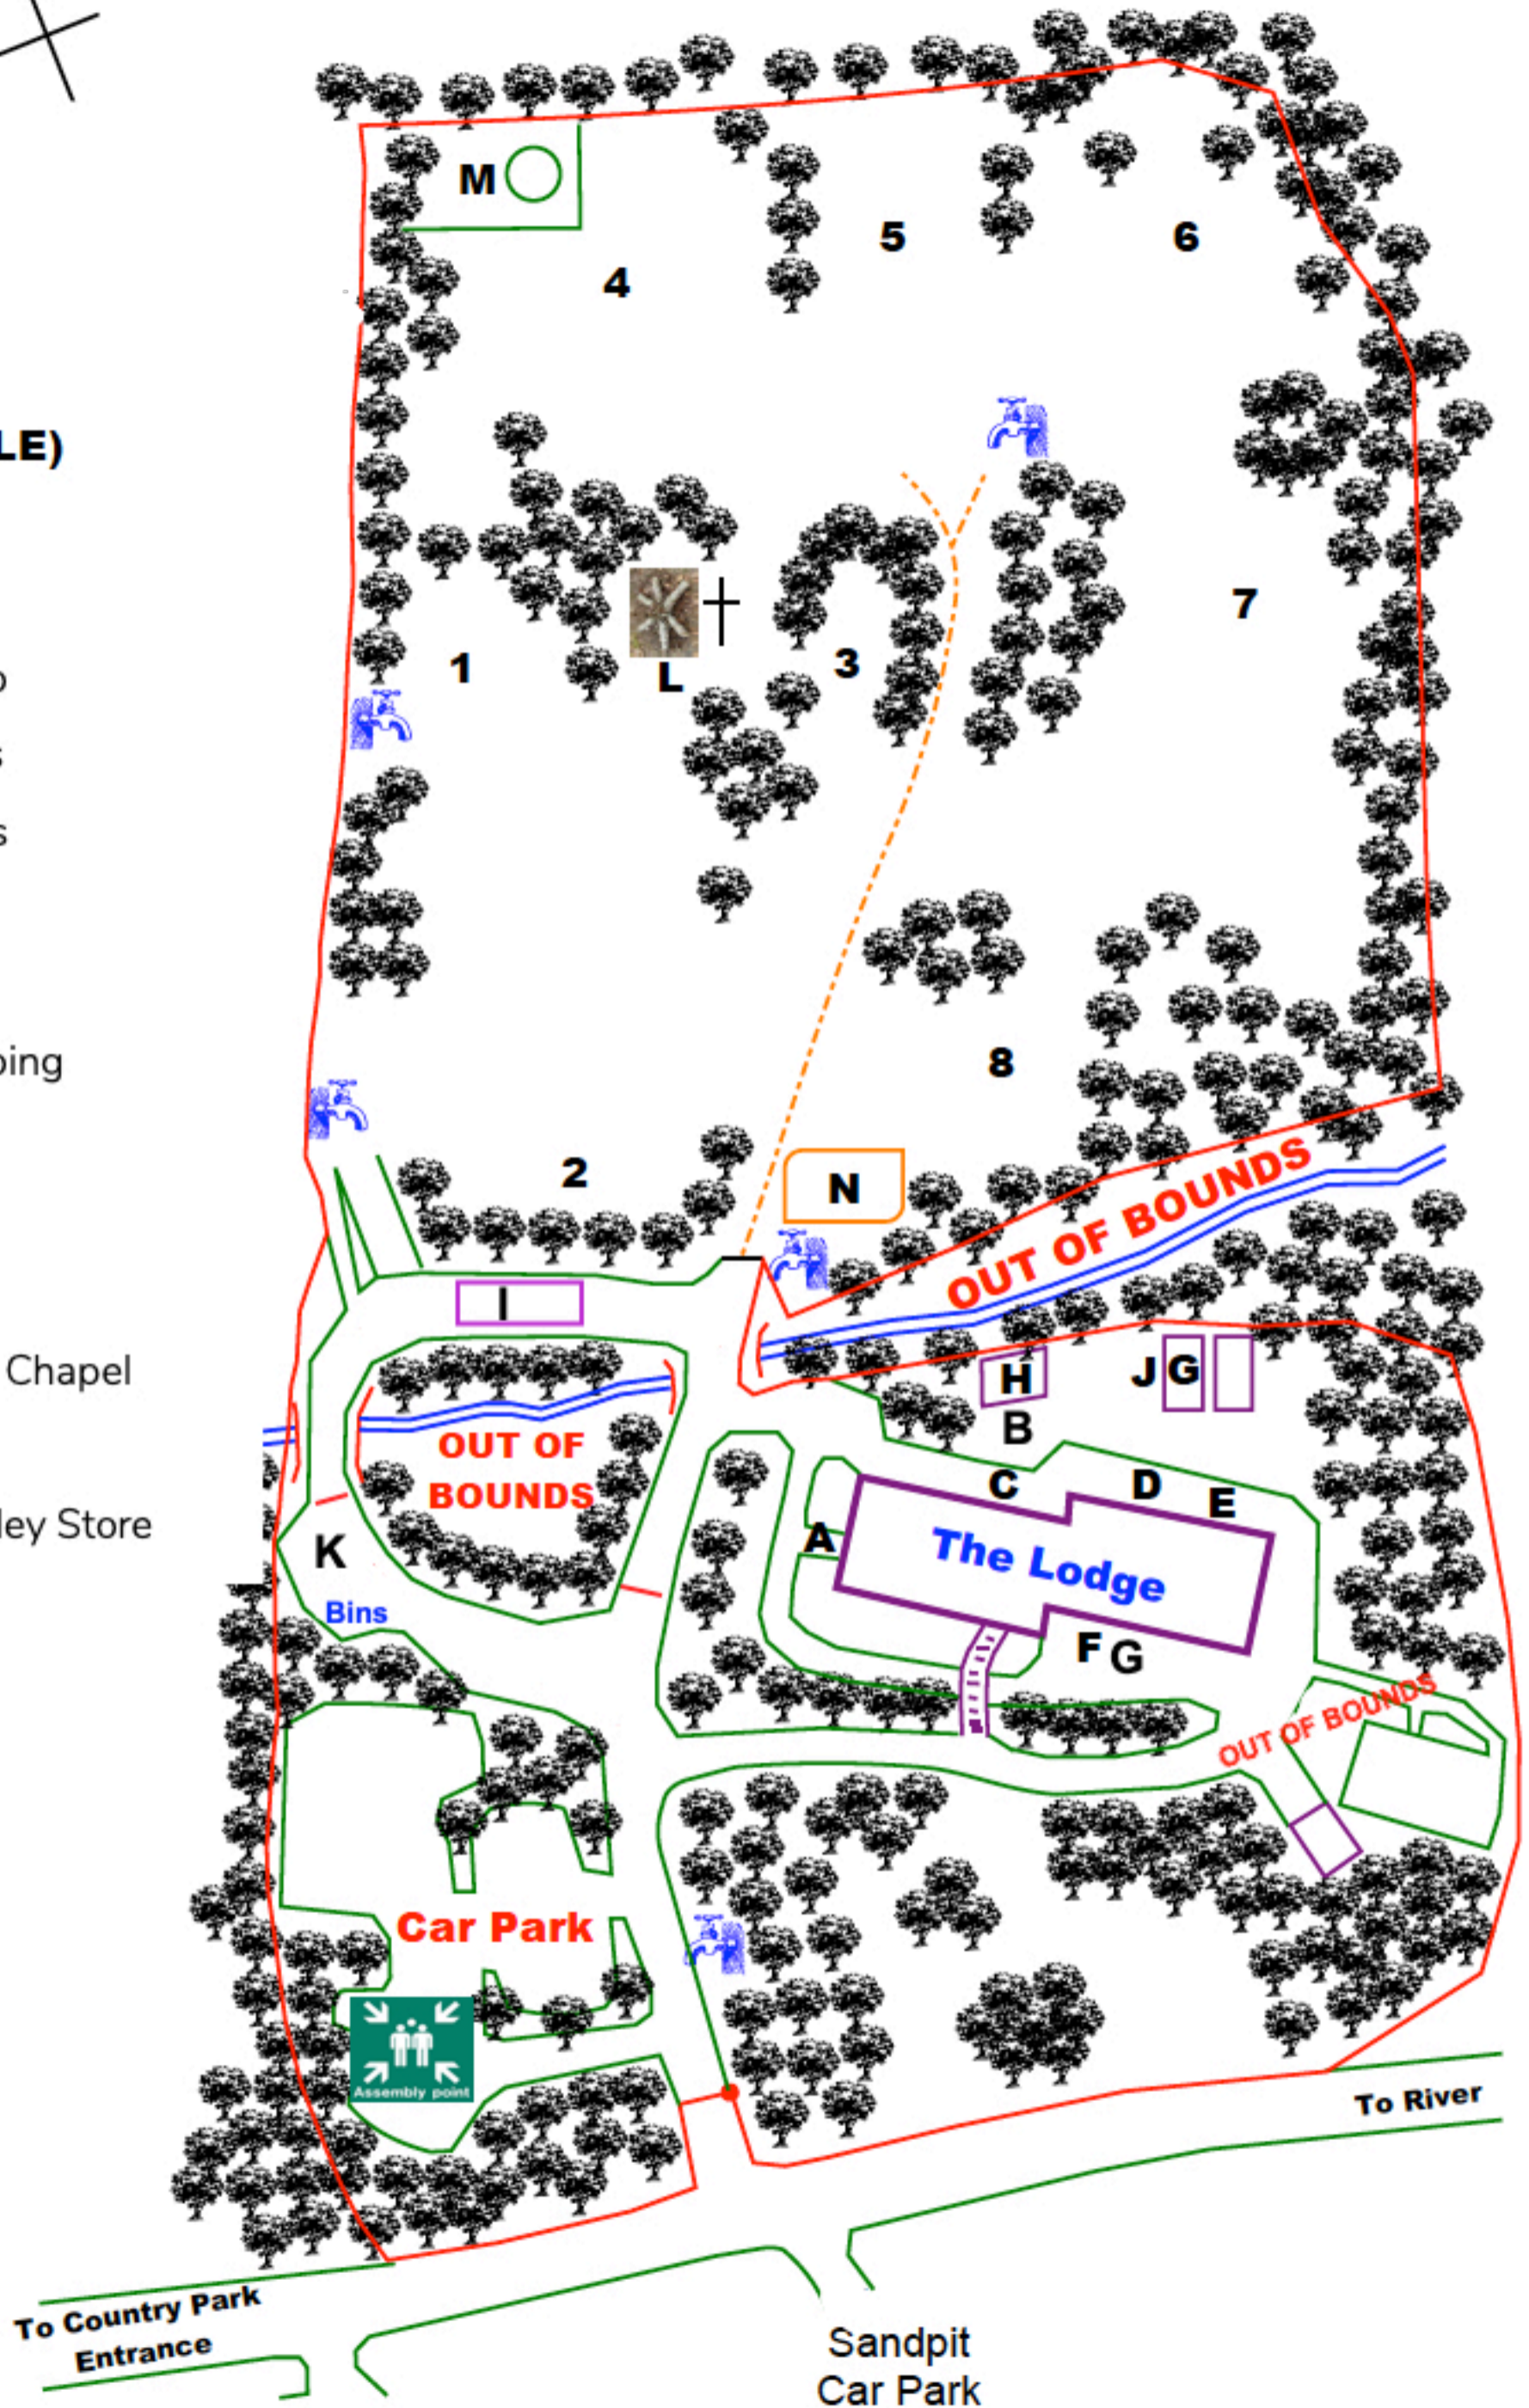 M
5
6
4
LE)
7
1
3
L
8
ping
2
N
OUT OF BOUNDS
I
Chapel
H
J G
B
OUT OF
BOUNDS
C
D
E
ley Store
A
K
The Lodge
Bins
F G
OUT OF BOUNDS
Car Park
Assembly point
To River
To Country Park
Entrance
Sandpit
Car Park